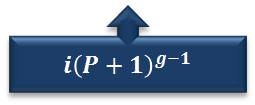 i(P + 1)^{g−1}